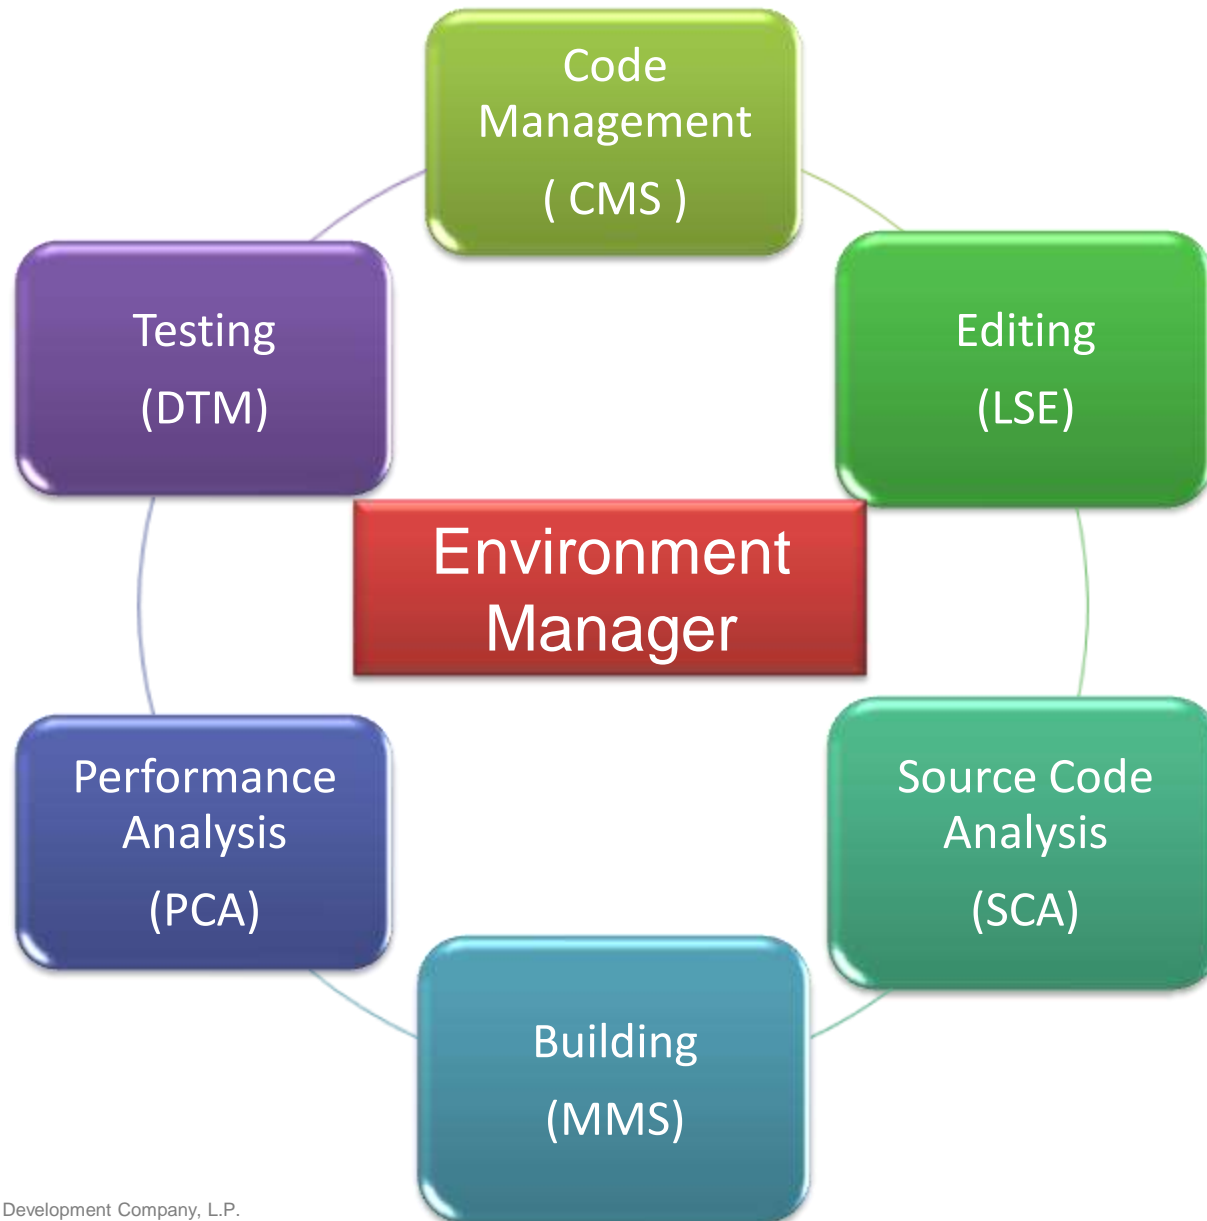 Code
Management
( CMS )
Testing
(DTM)
Editing
(LSE)
Environment
Manager
Performance
Analysis
(PCA)
Source Code
Analysis
(SCA)
Building
(MMS)
Development Company, L.P.